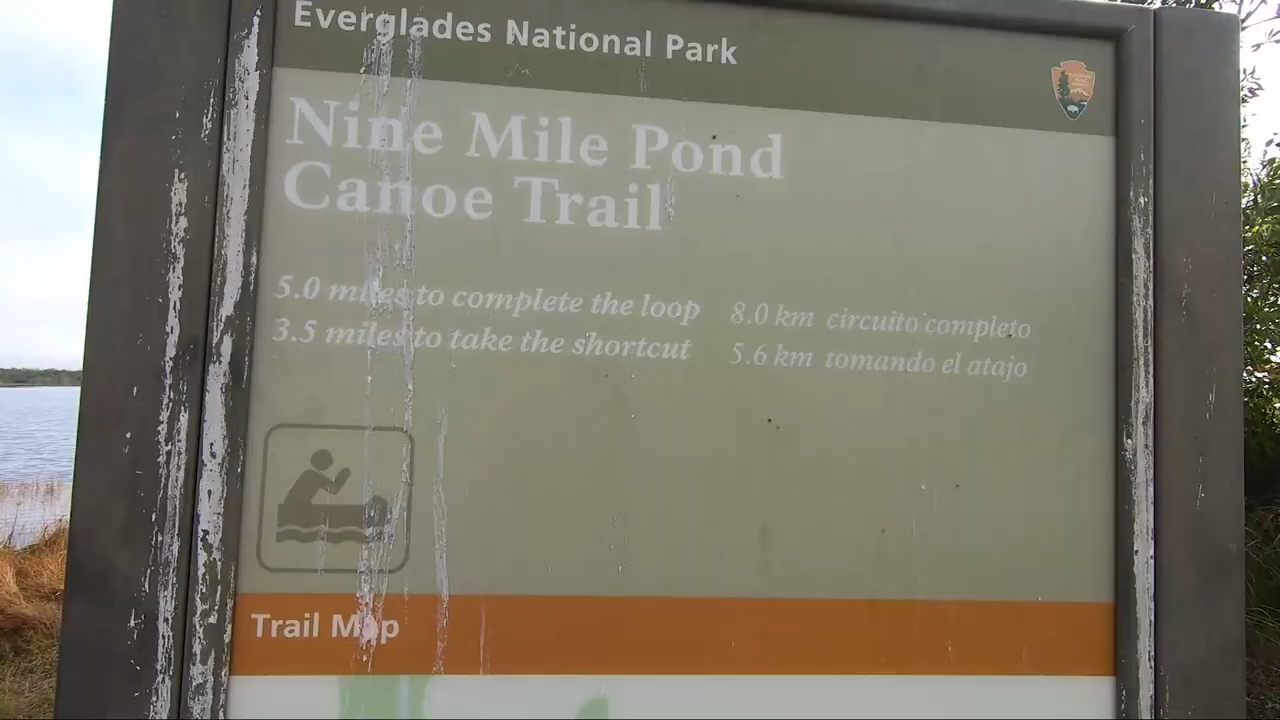 Everglades National Park
Nine Mile Pond
Canoe Trail
5.0 miles to complete the loop
3.5 miles to take the shortcut
8.0 km circuito completo
5.6 km tomando el atajo
Trail Map